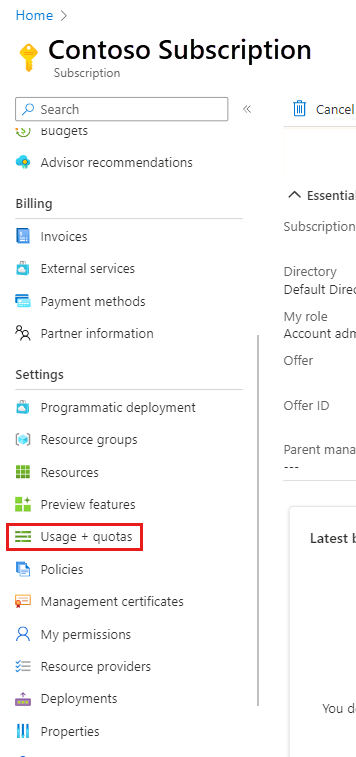 Home
Contoso Subscription
Subscription
Search
Cancel
Budgets
Advisor recommendations
Billing
Invoices
External services
Payment methods
Partner information
Settings
Programmatic deployment
Resource groups
Resources
Preview features
Usage + quotas
Policies
Management certificates
My permissions
Resource providers
Deployments
Properties
Essential
Subscription
Directory
Default Direc
My role
Account adm
Offer
Offer ID
Parent mana
---
Latest b
You de